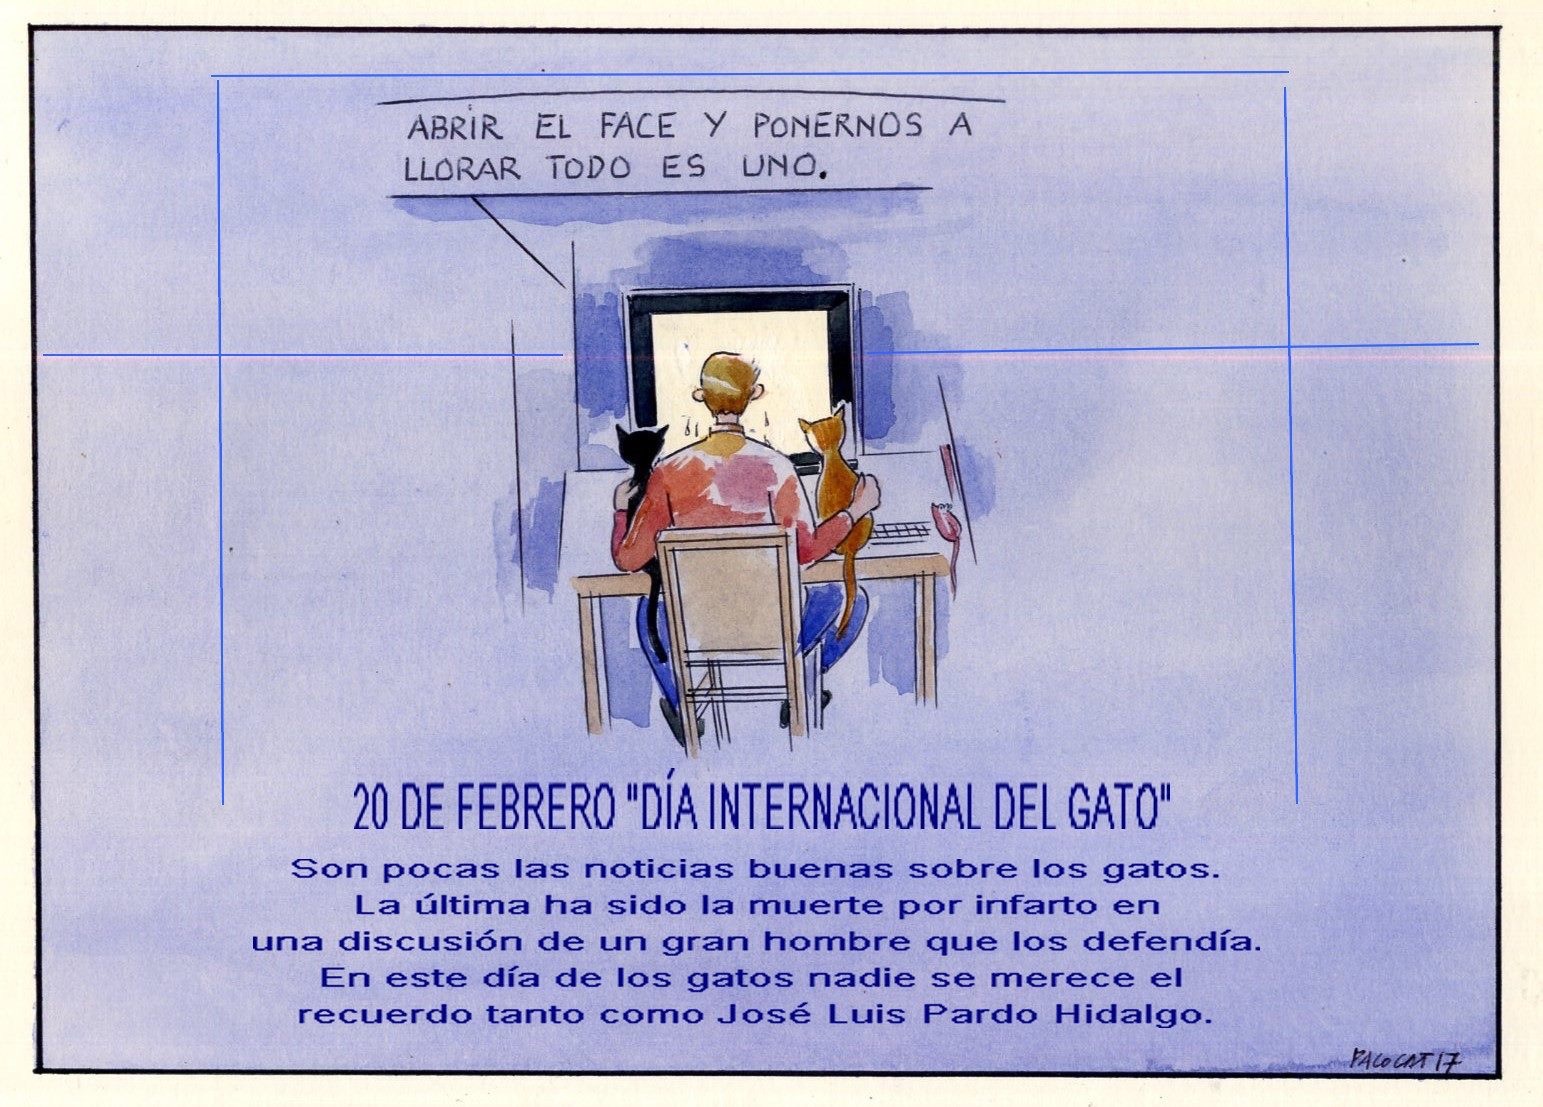 ABRIR EL FACE Y PONERNOS A
LLORAR TODO ES UNO.
20 DE FEBRERO "DÍA INTERNACIONAL DEL GATO"
Son pocas las noticias buenas sobre los gatos.
La última ha sido la muerte por infarto en
una discusión de un gran hombre que los defendía.
En este día de los gatos nadie se merece el
recuerdo tanto como José Luis Pardo Hidalgo.
PACOCAT 17